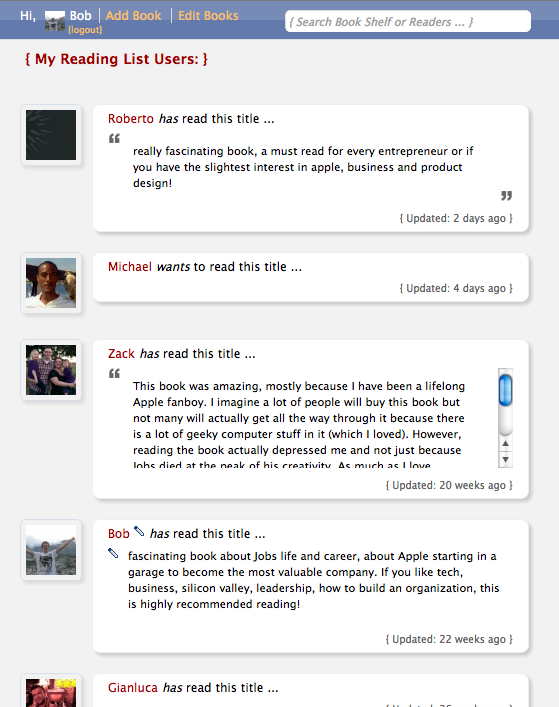 Hi, Bob Add Book Edit Books
{logout}
{ Search Book Shelf or Readers ... }
{ My Reading List Users: }
Roberto has read this title ...
“
really fascinating book, a must read for every entrepreneur or if
you have the slightest interest in apple, business and product
design!
”
{ Updated: 2 days ago }
Michael wants to read this title ...
{ Updated: 4 days ago }
Zack has read this title ...
“
This book was amazing, mostly because I have been a lifelong
Apple fanboy. I imagine a lot of people will buy this book but
not many will actually get all the way through it because there
is a lot of geeky computer stuff in it (which I loved). However,
reading the book actually depressed me and not just because
Jobs died at the peak of his creativity. As much as I love
{ Updated: 20 weeks ago }
Bob has read this title ...
fascinating book about Jobs life and career, about Apple starting in a
garage to become the most valuable company. If you like tech,
business, silicon valley, leadership, how to build an organization, this
is highly recommended reading!
{ Updated: 22 weeks ago }
Gianluca has read this title ...